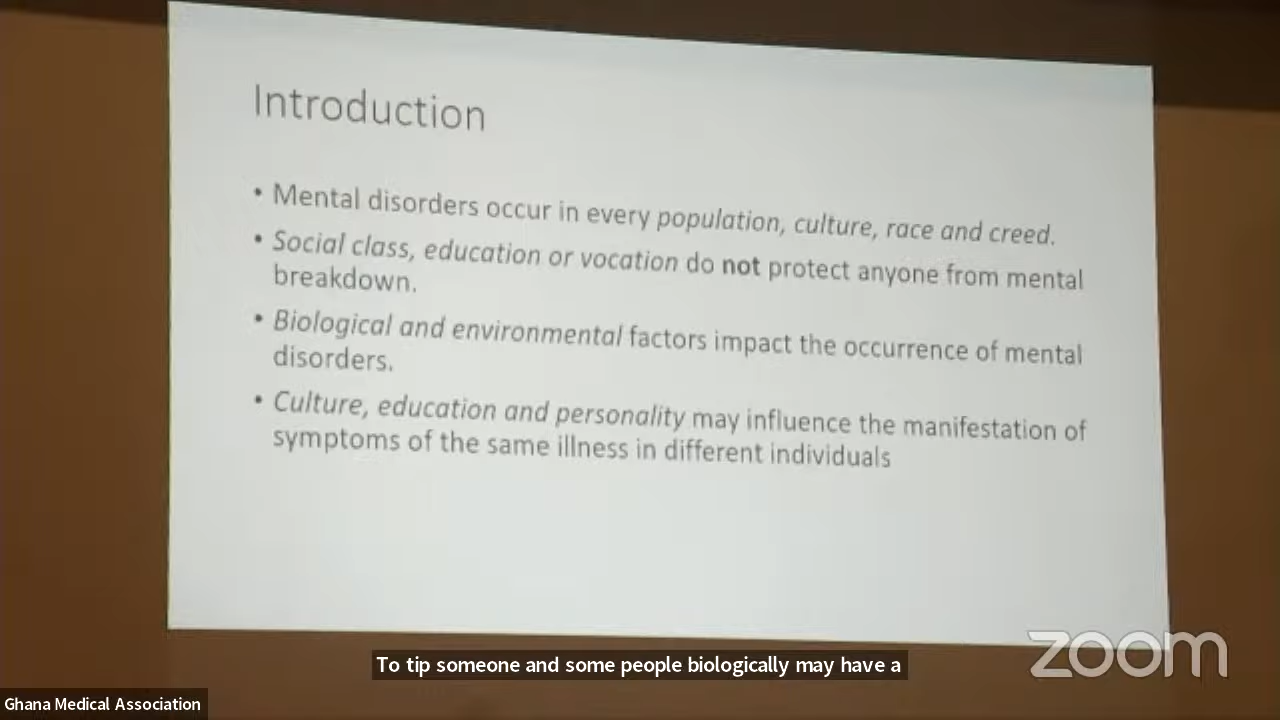 Introduction
• Mental disorders occur in every population, culture, race and creed.
• Social class, education or vocation do not protect anyone from mental
breakdown.
• Biological and environmental factors impact the occurrence of mental
disorders.
• Culture, education and personality may influence the manifestation of
symptoms of the same illness in different individuals
zoom
To tip someone and some people biologically may have a
Ghana Medical Association